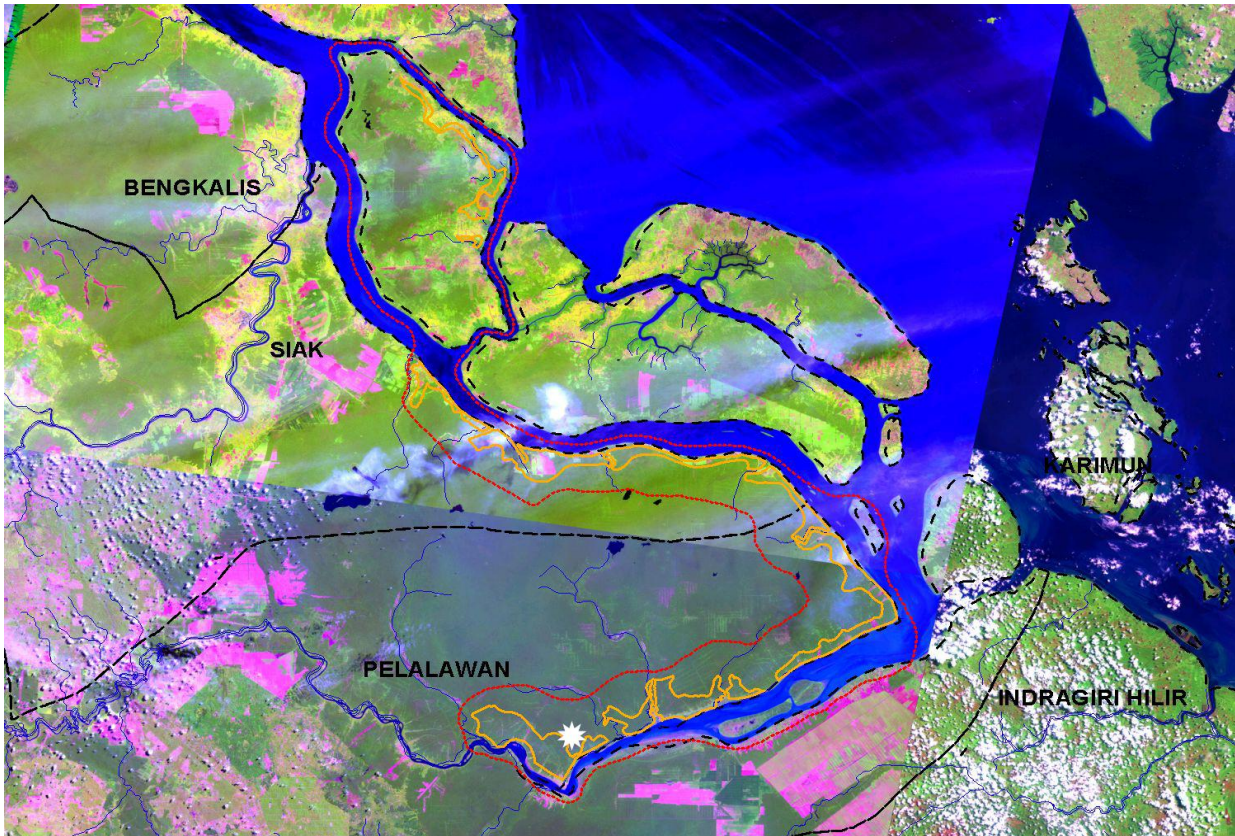 BENGKALIS
SIAK
KARIMUN
PELALAWAN
INDRAGIRI HILIR